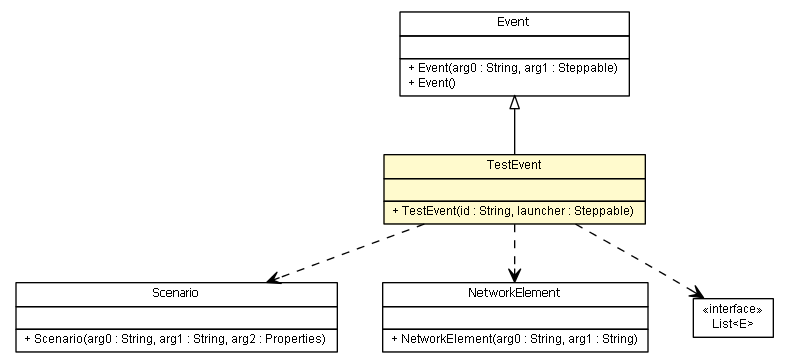 Event
+ Event(arg0 : String, arg1 : Steppable)
+ Event()
TestEvent
+ TestEvent(id : String, launcher : Steppable)
Scenario
+ Scenario(arg0 : String, arg1 : String, arg2 : Properties)
NetworkElement
+ NetworkElement(arg0 : String, arg1 : String)
«interface»
List<E>